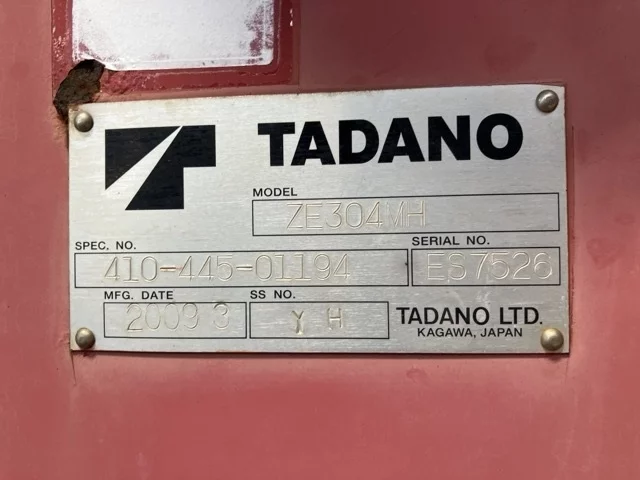 TADANO
MODEL
ZE304MH
SPEC. NO.
410-445-01194
SERIAL NO.
ES7526
MFG. DATE
2009 3
SS NO.
Y H
TADANO LTD.
KAGAWA, JAPAN